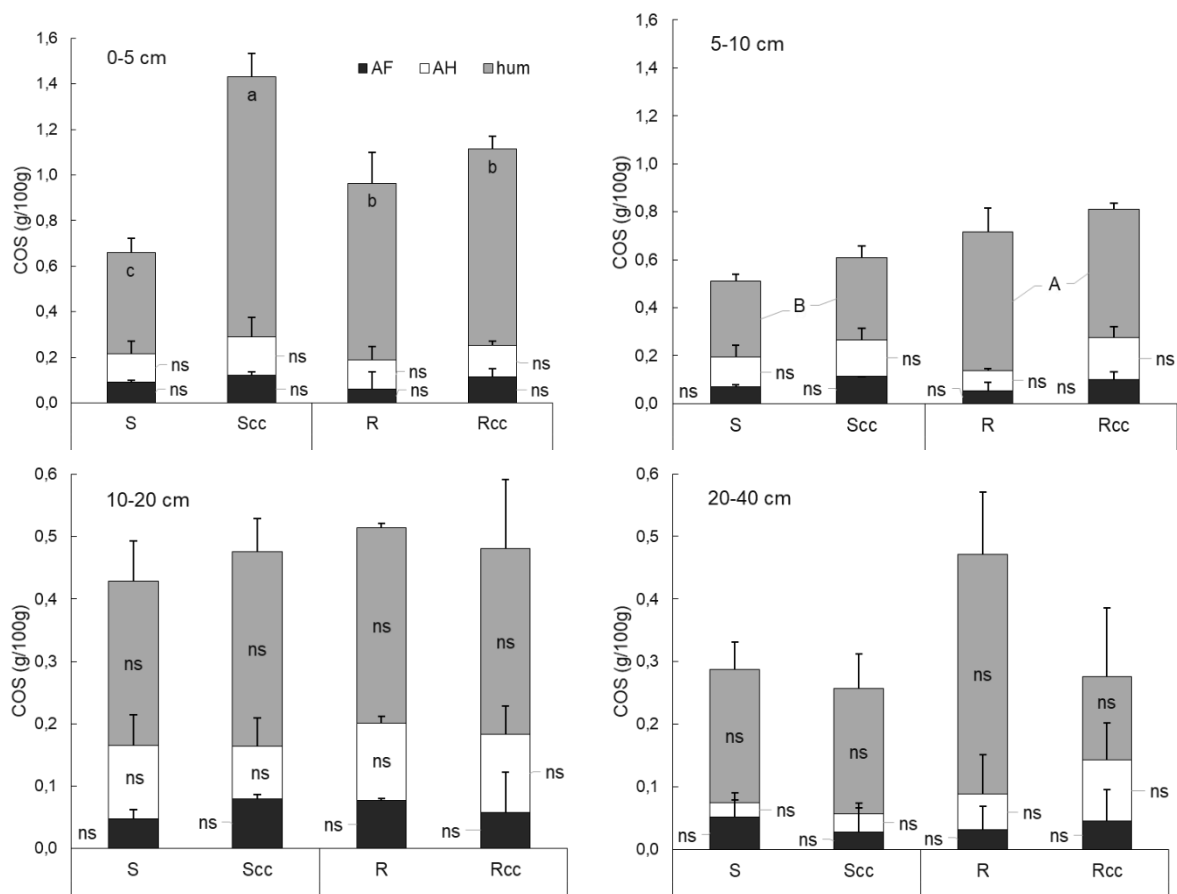 0-5 cm
AF AH hum
COS (g/100g)
1,6
1,4
1,2
1,0
0,8
0,6
0,4
0,2
0,0
c
a
b
b
ns
ns
ns
ns
ns
ns
ns
ns
S Scc R Rcc
5-10 cm
COS (g/100g)
1,6
1,4
1,2
1,0
0,8
0,6
0,4
0,2
0,0
B
A
ns
ns
ns
ns
ns
ns
ns
ns
S Scc R Rcc
10-20 cm
COS (g/100g)
0,6
0,5
0,4
0,3
0,2
0,1
0,0
ns
ns
ns
ns
ns
ns
ns
ns
ns
ns
ns
ns
S Scc R Rcc
20-40 cm
COS (g/100g)
0,6
0,5
0,4
0,3
0,2
0,1
0,0
ns
ns
ns
ns
ns
ns
ns
ns
ns
ns
ns
ns
S Scc R Rcc